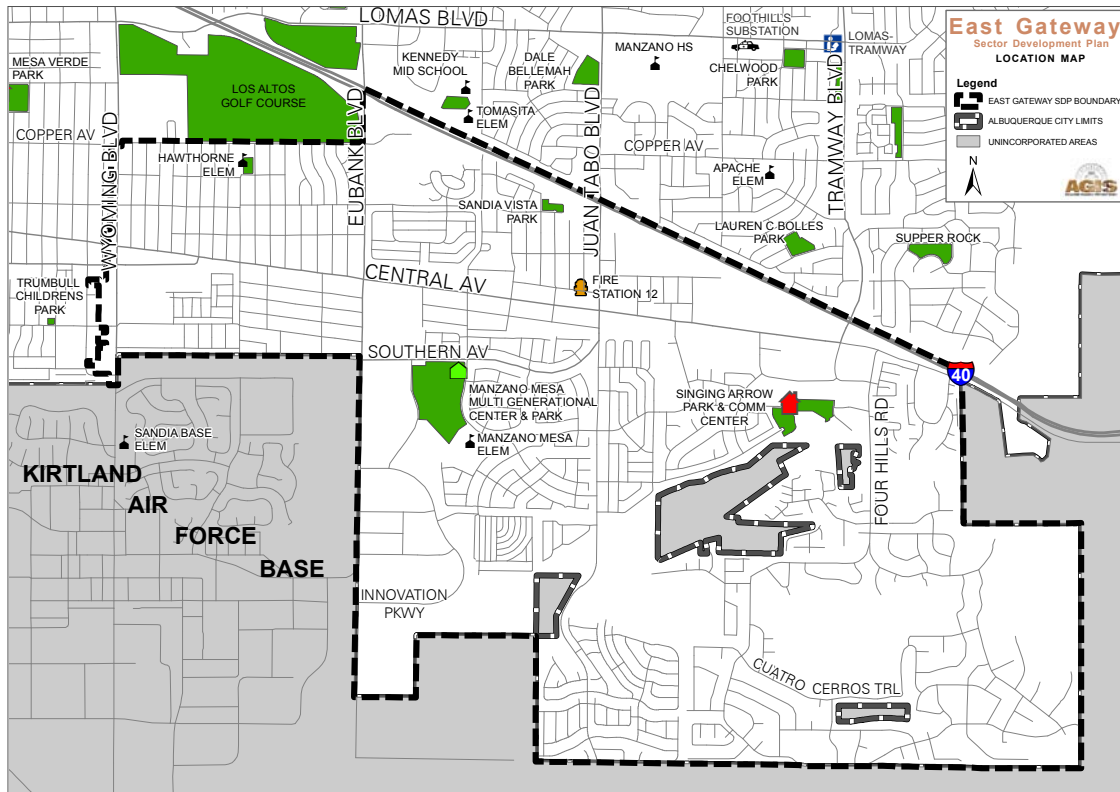 LOMAS BLVD
FOOTHILLS
SUBSTATION
East Gateway
Sector Development Plan
LOCATION MAP
Legend
EAST GATEWAY SDP BOUNDARY
ALBUQUERQUE CITY LIMITS
UNINCORPORATED AREAS
N
AGIS
MESA VERDE
PARK
KENNEDY
MID SCHOOL
DALE
BELLEMAH
PARK
MANZANO HS
CHELWOOD
PARK
LOMAS-
TRAMWAY
LOS ALTOS
GOLF COURSE
TOMASITA
ELEM
COPPER AV
COPPER AV
HAWTHORNE
ELEM
WYOMING BLVD
EUBANK BLVD
JUAN TABO BLVD
TRAMWAY BLVD
APACHE
ELEM
SANDIA VISTA
PARK
LAUREN C BOLLES
PARK
SUPPER ROCK
CENTRAL AV
TRUMBULL
CHILDRENS
PARK
FIRE
STATION 12
SOUTHERN AV
40
MANZANO MESA
MULTI GENERATIONAL
CENTER & PARK
SINGING ARROW
PARK & COMM
CENTER
FOUR HILLS RD
SANDIA BASE
ELEM
MANZANO MESA
ELEM
KIRTLAND
AIR
FORCE
BASE
INNOVATION
PKWY
CUATRO CERROS TRL